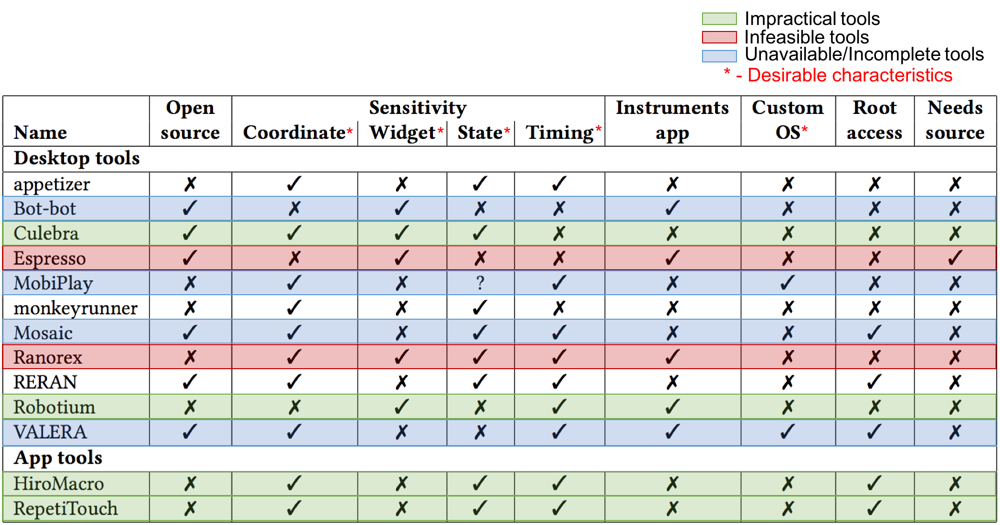 Impractical tools
Infeasible tools
Unavailable/Incomplete tools
* - Desirable characteristics
Open Sensitivity Instruments Custom Root Needs
Name source Coordinate* Widget* State* Timing* app OS* access source
Desktop tools
appetizer ✗ ✓ ✗ ✓ ✓ ✗ ✗ ✗ ✗
Bot-bot ✓ ✗ ✓ ✗ ✗ ✓ ✗ ✗ ✗
Culebra ✓ ✓ ✓ ✓ ✗ ✗ ✗ ✗ ✗
Espresso ✓ ✗ ✓ ✗ ✗ ✓ ✗ ✗ ✓
MobiPlay ✗ ✓ ✗ ? ✓ ✗ ✓ ✗ ✗
monkeyrunner ✗ ✓ ✗ ✓ ✗ ✗ ✗ ✗ ✗
Mosaic ✓ ✓ ✗ ✓ ✓ ✗ ✗ ✓ ✗
Ranorex ✗ ✓ ✓ ✓ ✓ ✓ ✗ ✗ ✗
RERAN ✓ ✓ ✗ ✓ ✓ ✗ ✗ ✓ ✗
Robotium ✗ ✗ ✓ ✗ ✓ ✓ ✗ ✗ ✗
VALERA ✓ ✓ ✗ ✗ ✓ ✓ ✓ ✓ ✗
App tools
HiroMacro ✗ ✓ ✗ ✓ ✓ ✗ ✗ ✓ ✗
RepetiTouch ✗ ✓ ✗ ✓ ✓ ✗ ✗ ✓ ✗